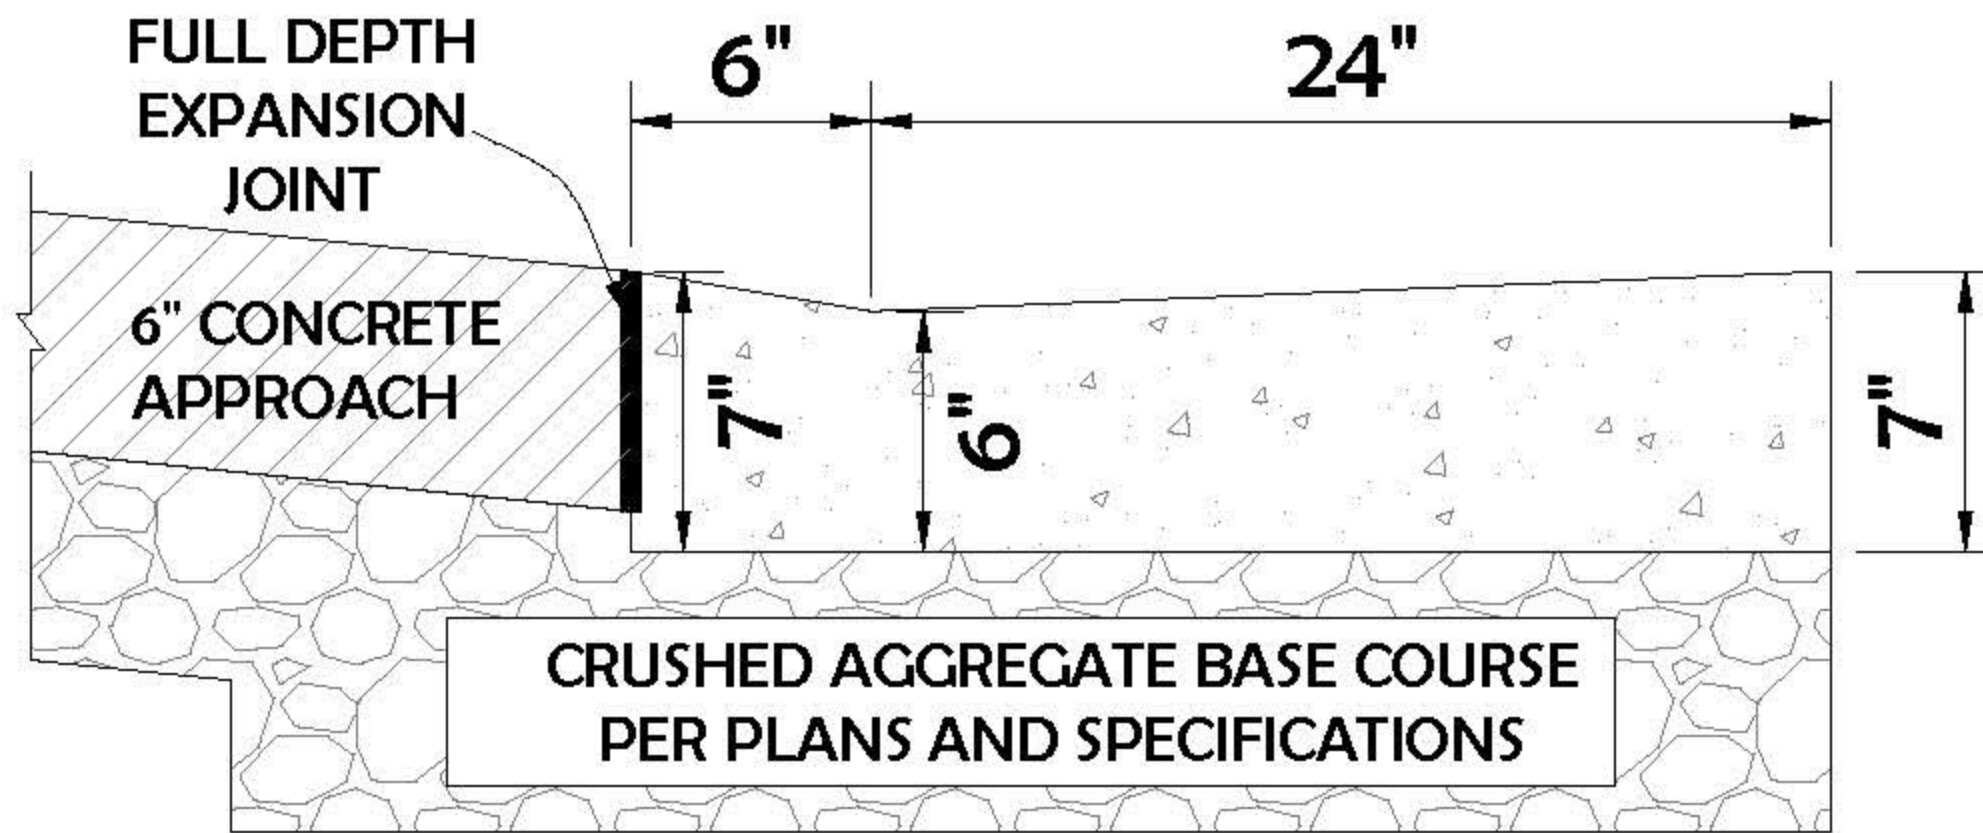 FULL DEPTH
EXPANSION
JOINT
6"
24"
6" CONCRETE
APPROACH
7"
6"
7"
CRUSHED AGGREGATE BASE COURSE
PER PLANS AND SPECIFICATIONS